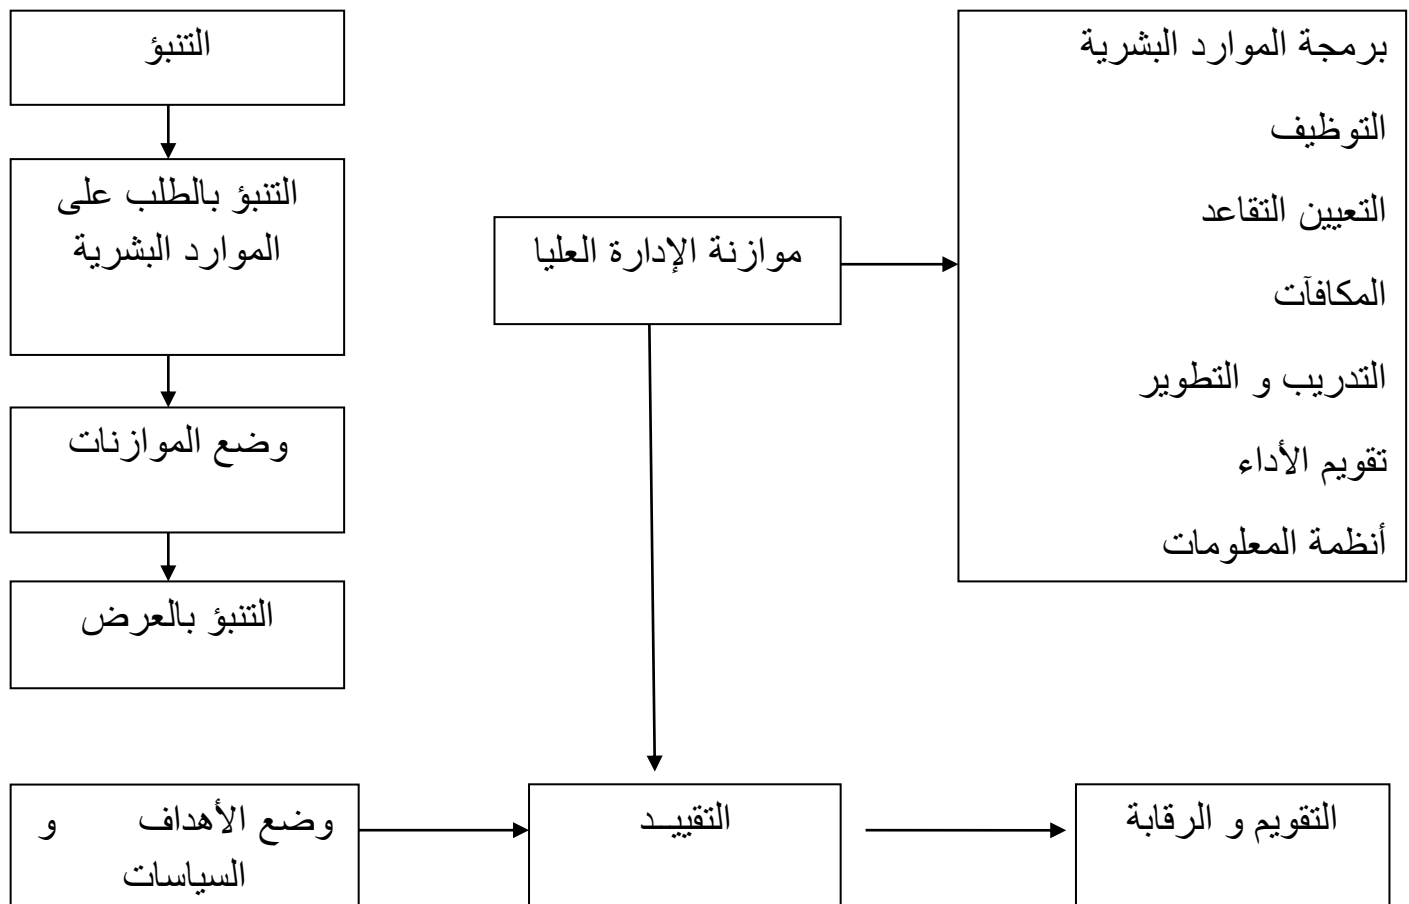 التنبؤ
التنبؤ بالطلب على
الموارد البشرية
وضع الموازنات
التنبؤ بالعرض
موازنة الإدارة العليا
برمجة الموارد البشرية
التوظيف
التعيين التقاعد
المكافآت
التدريب و التطوير
تقويم الأداء
أنظمة المعلومات
وضع الأهداف و
السياسات
التقييــد
التقويم و الرقابة